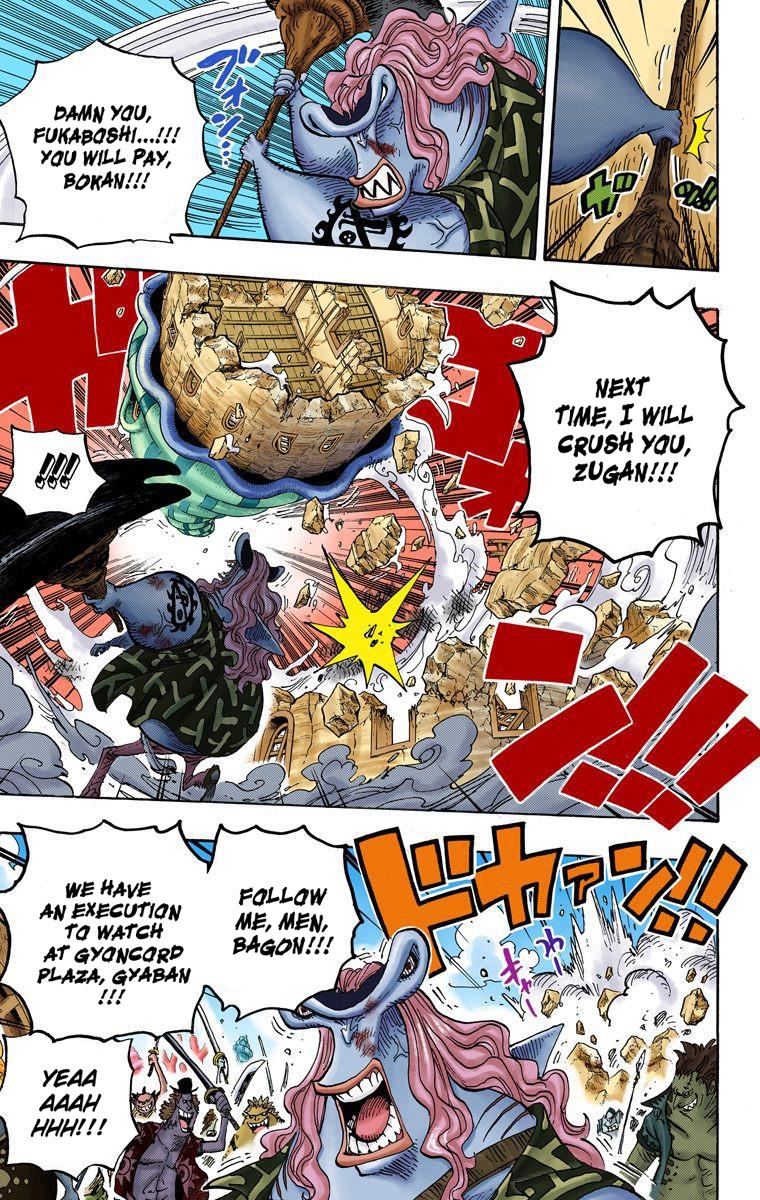 DAMN YOU,
FUKABOSHI...!!!
YOU WILL PAY,
BOKAN!!!
ブォン…
NEXT
TIME, I WILL
CRUSH YOU,
ZUGAN!!!
!!!!
FOLLOW
ME, MEN,
BAGON!!!
WE HAVE
AN EXECUTION
TO WATCH
AT GYONCORD
PLAZA, GYABAN
!!!
YEAA
AAAH
HHH!!!
ドカァン!!
わー
キャー